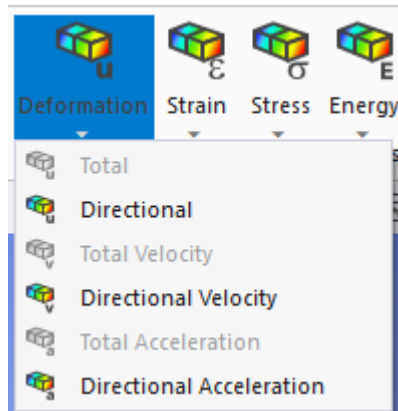 u ε σ E
Deformation Strain Stress Energy
u Total
u Directional
v Total Velocity
v Directional Velocity
a Total Acceleration
a Directional Acceleration